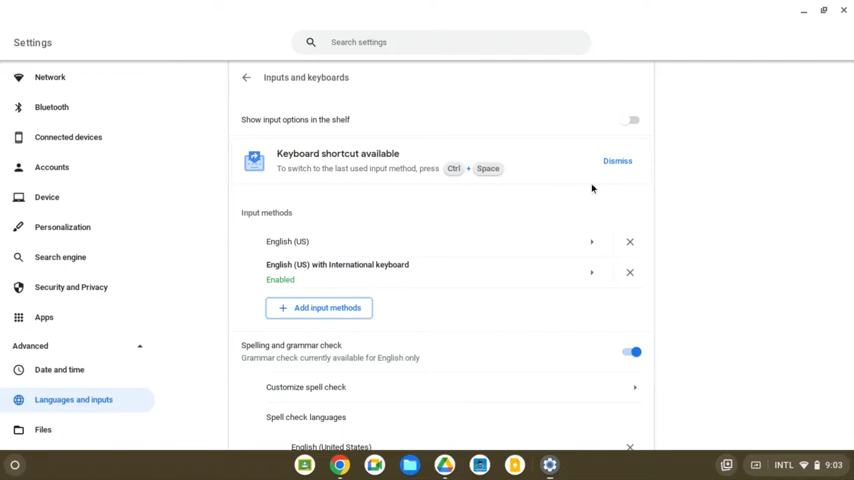 Settings
Search settings
Network
Bluetooth
Connected devices
Accounts
Device
Personalization
Search engine
Security and Privacy
Apps
Advanced
Date and time
Languages and inputs
Files
Inputs and keyboards
Show input options in the shelf
Keyboard shortcut available
To switch to the last used input method, press Ctrl + Space
Dismiss
Input methods
English (US)
English (US) with International keyboard
Enabled
Add input methods
Spelling and grammar check
Grammar check currently available for English only
Customize spell check
Spell check languages
English (United States)
INTL 9:03